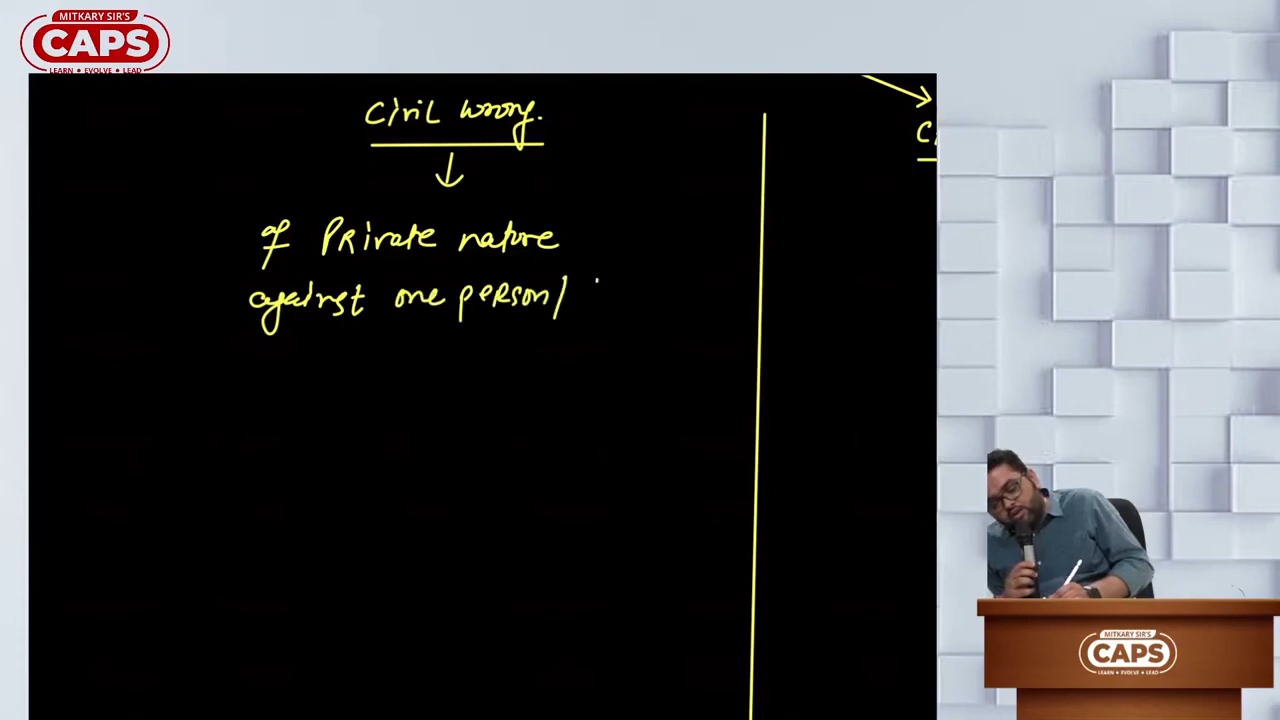 MITKARY SIR'S
CAPS
LEARN • EVOLVE • LEAD
Civil wrong.
of Private nature
against one person/
C
MITKARY SIR'S
CAPS
LEARN • EVOLVE • LEAD